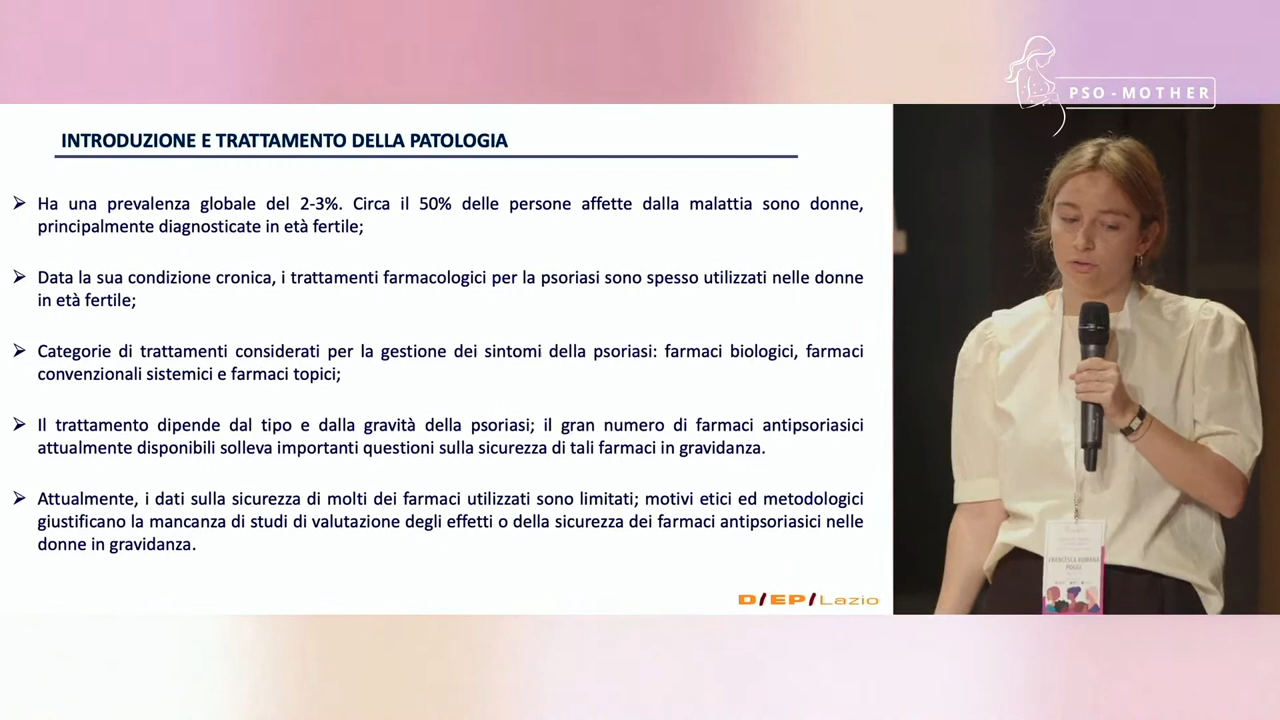 PSO-MOTHER
INTRODUZIONE E TRATTAMENTO DELLA PATOLOGIA
➢ Ha una prevalenza globale del 2-3%. Circa il 50% delle persone affette dalla malattia sono donne,
principalmente diagnosticate in età fertile;
➢ Data la sua condizione cronica, i trattamenti farmacologici per la psoriasi sono spesso utilizzati nelle donne
in età fertile;
➢ Categorie di trattamenti considerati per la gestione dei sintomi della psoriasi: farmaci biologici, farmaci
convenzionali sistemici e farmaci topici;
➢ Il trattamento dipende dal tipo e dalla gravità della psoriasi; il gran numero di farmaci antipsoriasici
attualmente disponibili solleva importanti questioni sulla sicurezza di tali farmaci in gravidanza.
➢ Attualmente, i dati sulla sicurezza di molti dei farmaci utilizzati sono limitati; motivi etici ed metodologici
giustificano la mancanza di studi di valutazione degli effetti o della sicurezza dei farmaci antipsoriasici nelle
donne in gravidanza.
D/EP/Lazio
FRANCESCA ROMANA
POGGI